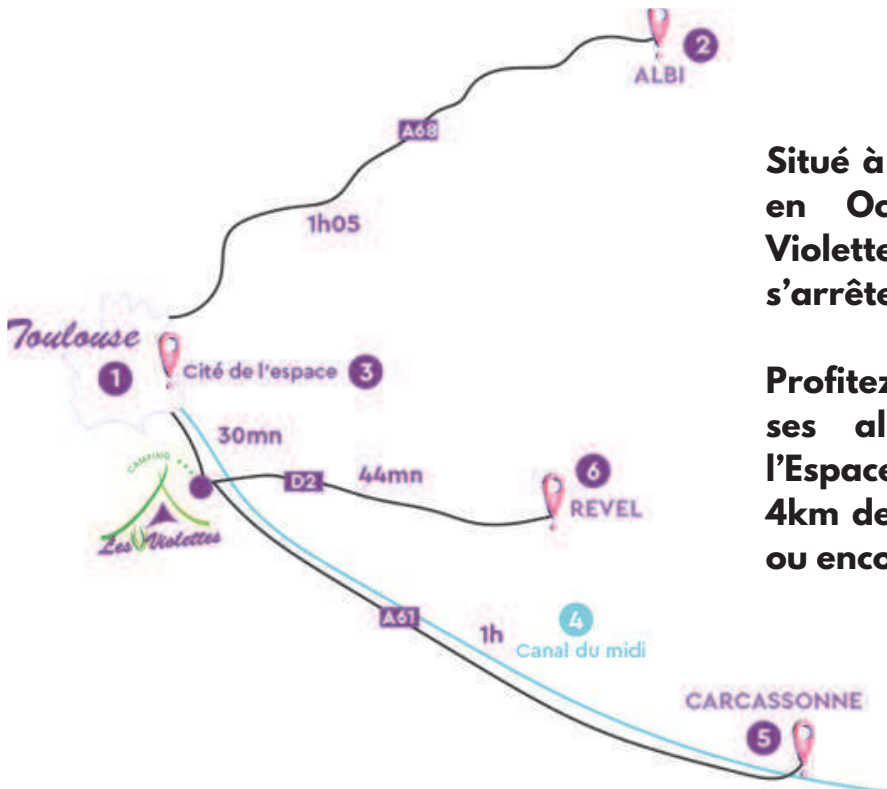 2
ALBI
A68
1h05
Toulouse
1
Cité de l'espace 3
30mn
CAMPING
Les Violettes
D2
44mn
6
REVEL
A61
1h
4
Canal du midi
CARCASSONNE
5
Situé à
en Oc
Violette
s'arrête
Profitez
ses al
l'Espace
4km de
ou enco